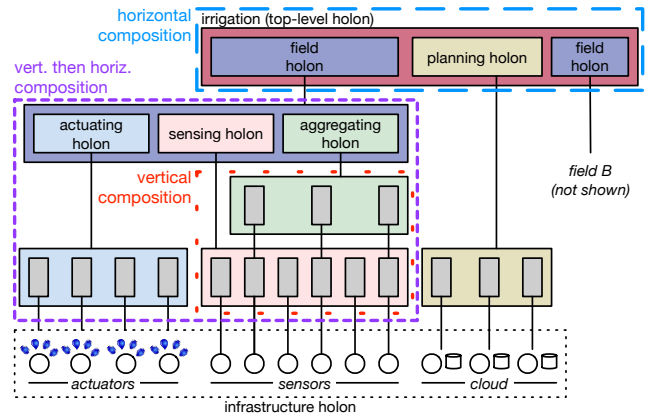 horizontal
composition
irrigation (top-level holon)
field
holon
planning holon
field
holon
vert. then horiz.
composition
actuating
holon
sensing holon
aggregating
holon
vertical
composition
field B
(not shown)
actuators
sensors
cloud
infrastructure holon